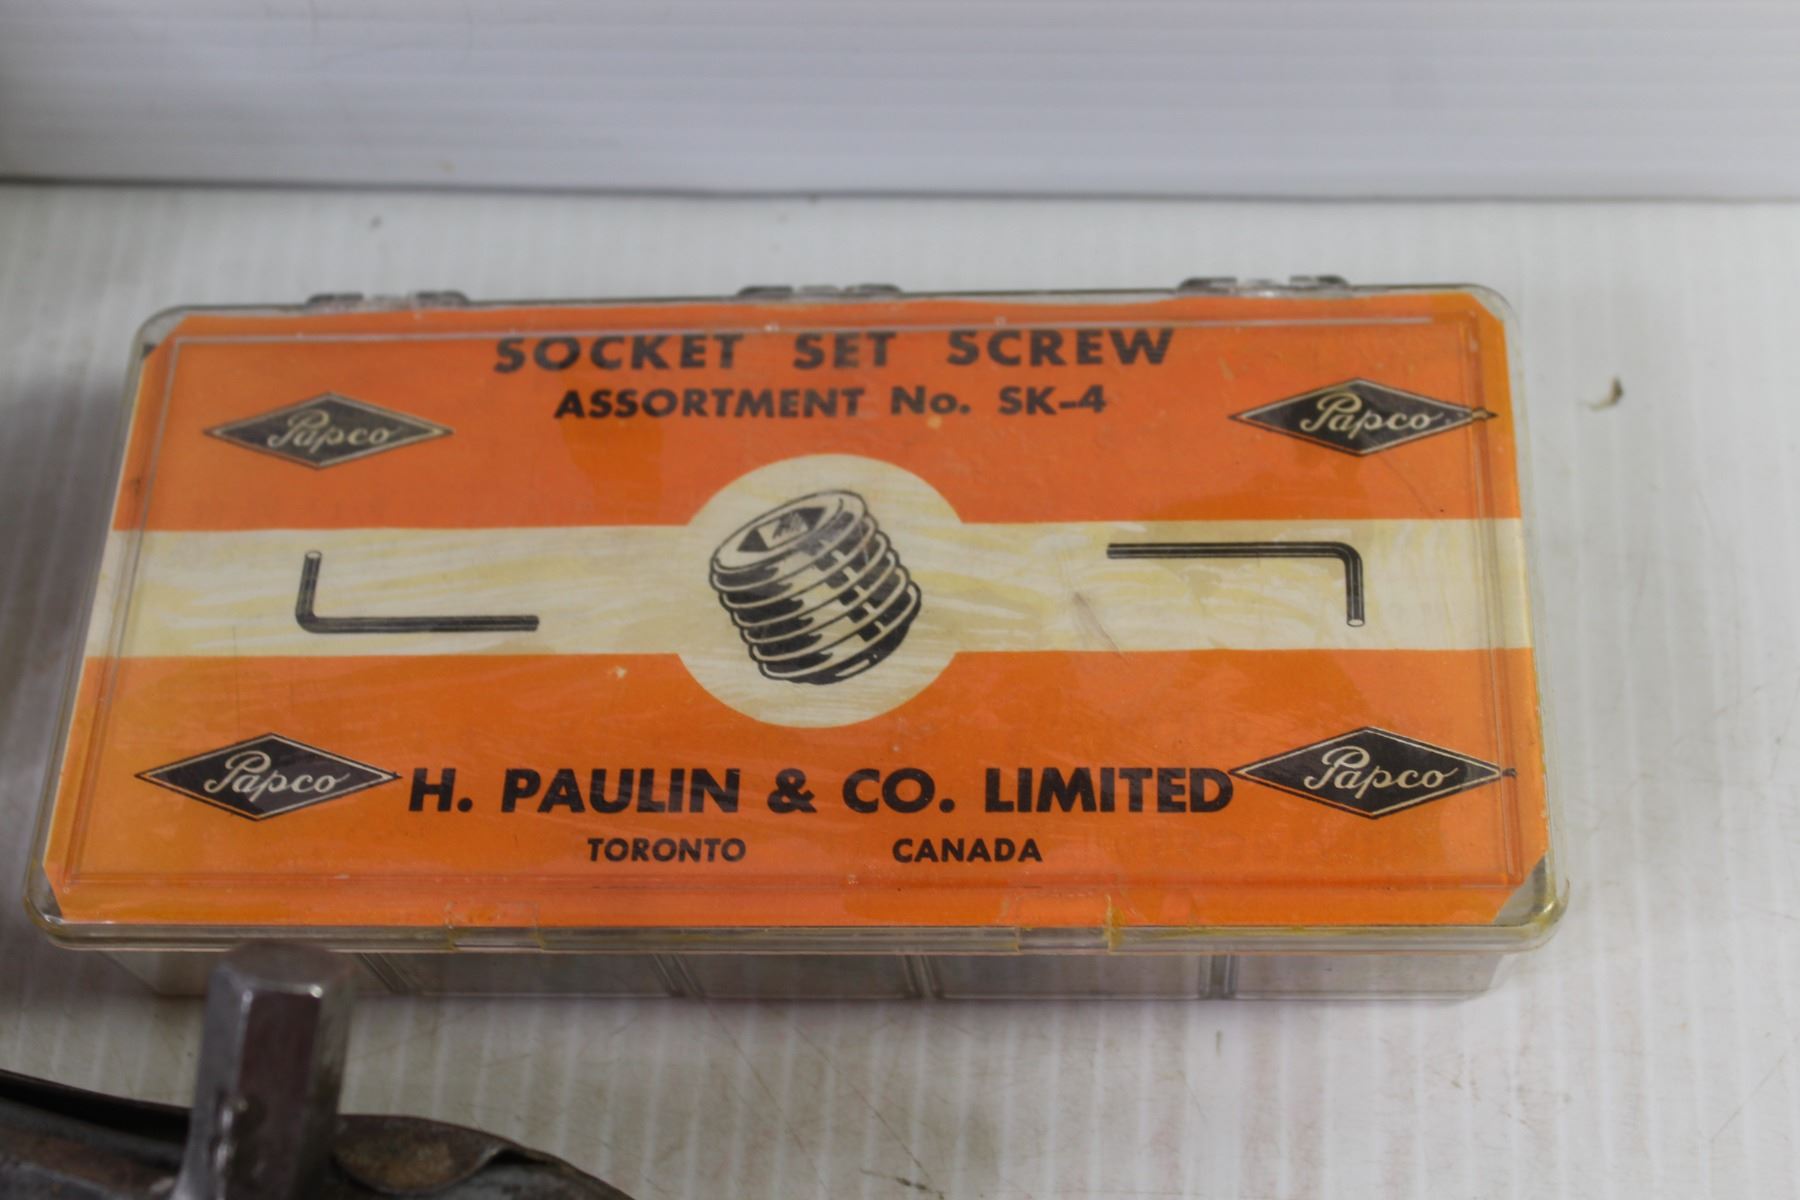 SOCKET SET SCREW
ASSORTMENT No. SK-4
Papco
Papco
Papco
H. PAULIN & CO. LIMITED
Papco
TORONTO CANADA